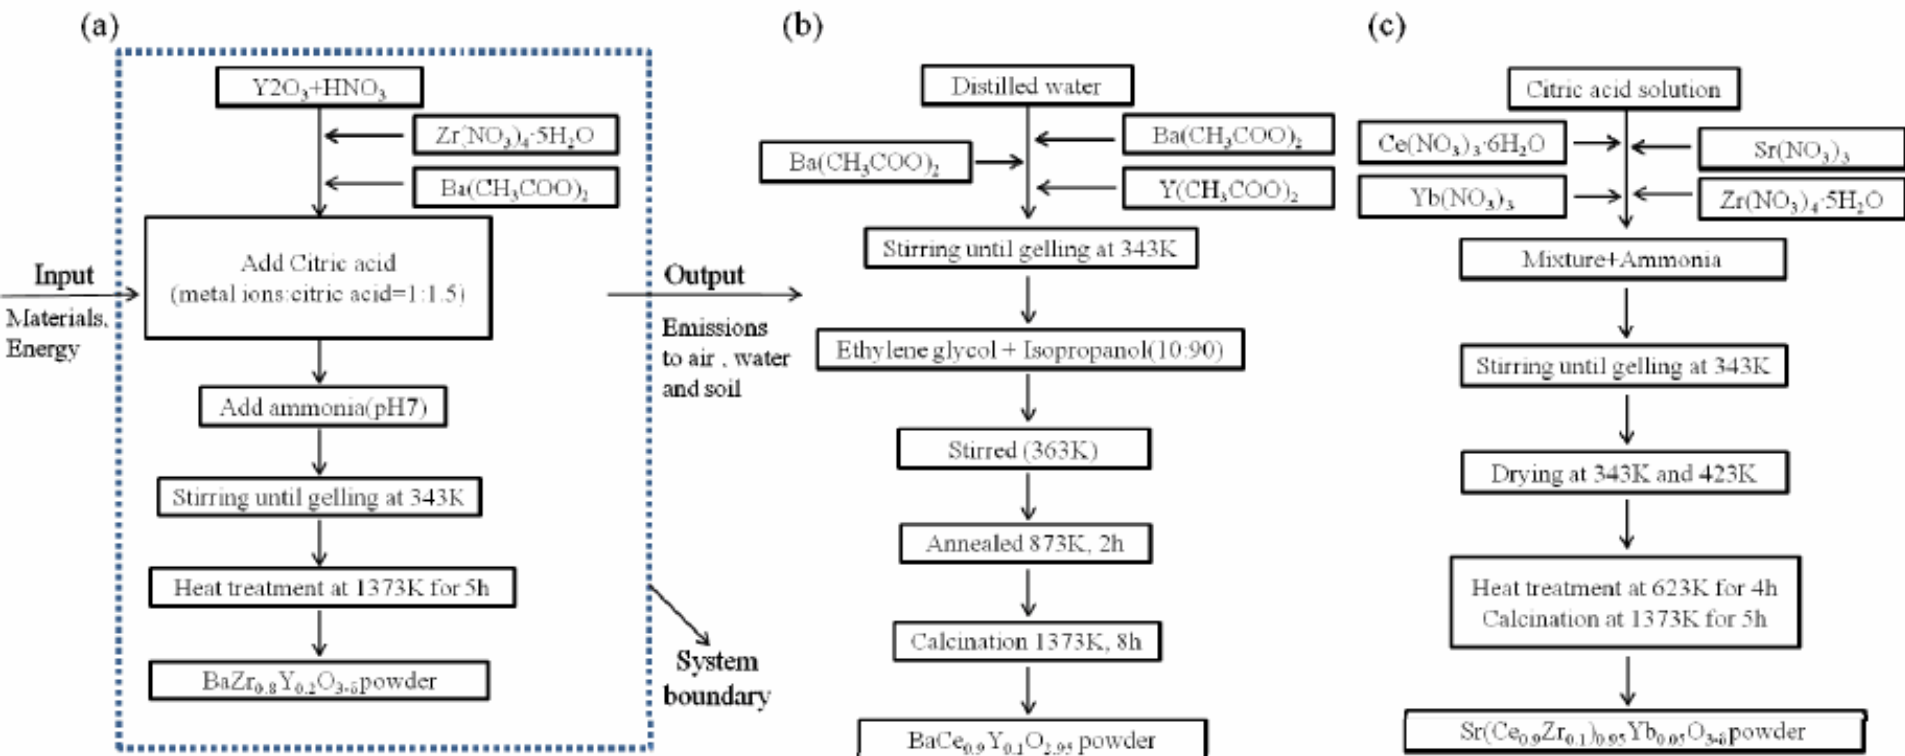 (a)
Y2O₃+HNO₃
Zr(NO₃)₄·5H₂O
Ba(CH₃COO)₂
Add Citric acid
(metal ions:citric acid=1:1.5)
Add ammonia(pH7)
Stirring until gelling at 343K
Heat treatment at 1373K for 5h
BaZr₀.₈Y₀.₂O₃₋δpowder
Input
Materials,
Energy
Output
Emissions
to air , water
and soil
System
boundary
(b)
Distilled water
Ba(CH₃COO)₂
Ba(CH₃COO)₂
Y(CH₃COO)₂
Stirring until gelling at 343K
Ethylene glycol + Isopropanol(10:90)
Stirred (363K)
Annealed 873K, 2h
Calcination 1373K, 8h
BaCe₀.₉Y₀.₁O₂.₉₅ powder
(c)
Citric acid solution
Ce(NO₃)₃·6H₂O
Sr(NO₃)₃
Yb(NO₃)₃
Zr(NO₃)₄·5H₂O
Mixture+Ammonia
Stirring until gelling at 343K
Drying at 343K and 423K
Heat treatment at 623K for 4h
Calcination at 1373K for 5h
Sr(Ce₀.₉Zr₀.₁)₀.₉₅Yb₀.₀₅O₃₋δpowder